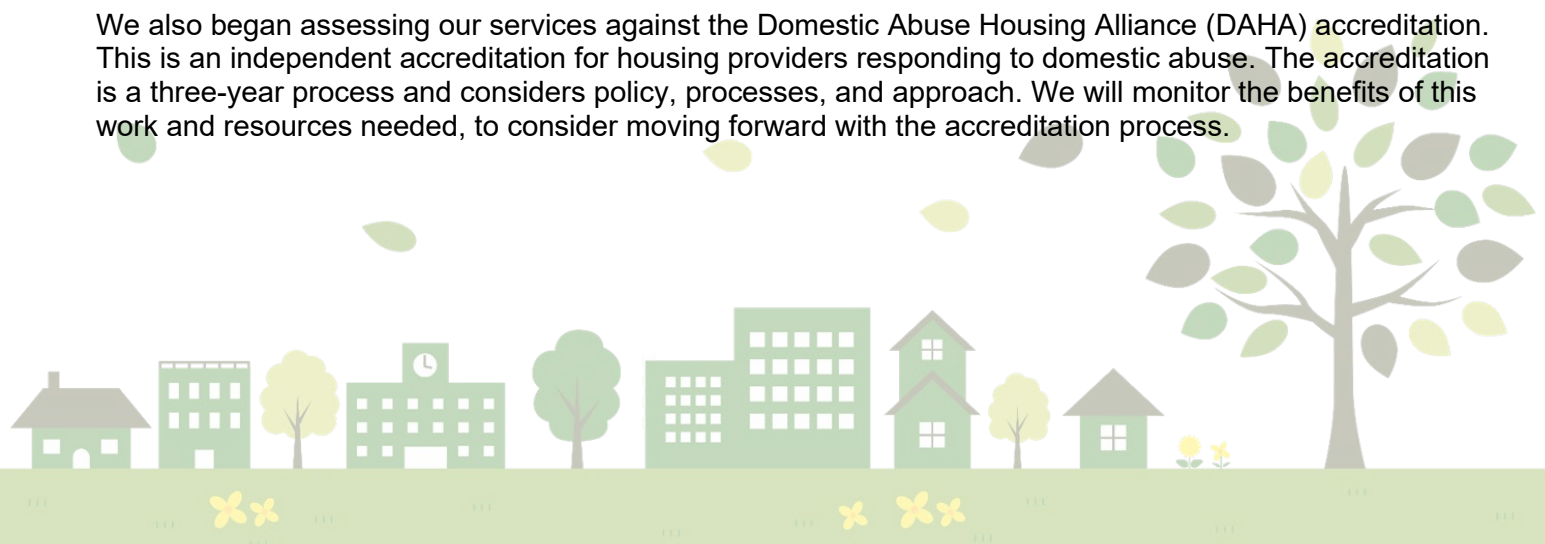 We also began assessing our services against the Domestic Abuse Housing Alliance (DAHA) accreditation.
This is an independent accreditation for housing providers responding to domestic abuse. The accreditation
is a three-year process and considers policy, processes, and approach. We will monitor the benefits of this
work and resources needed, to consider moving forward with the accreditation process.